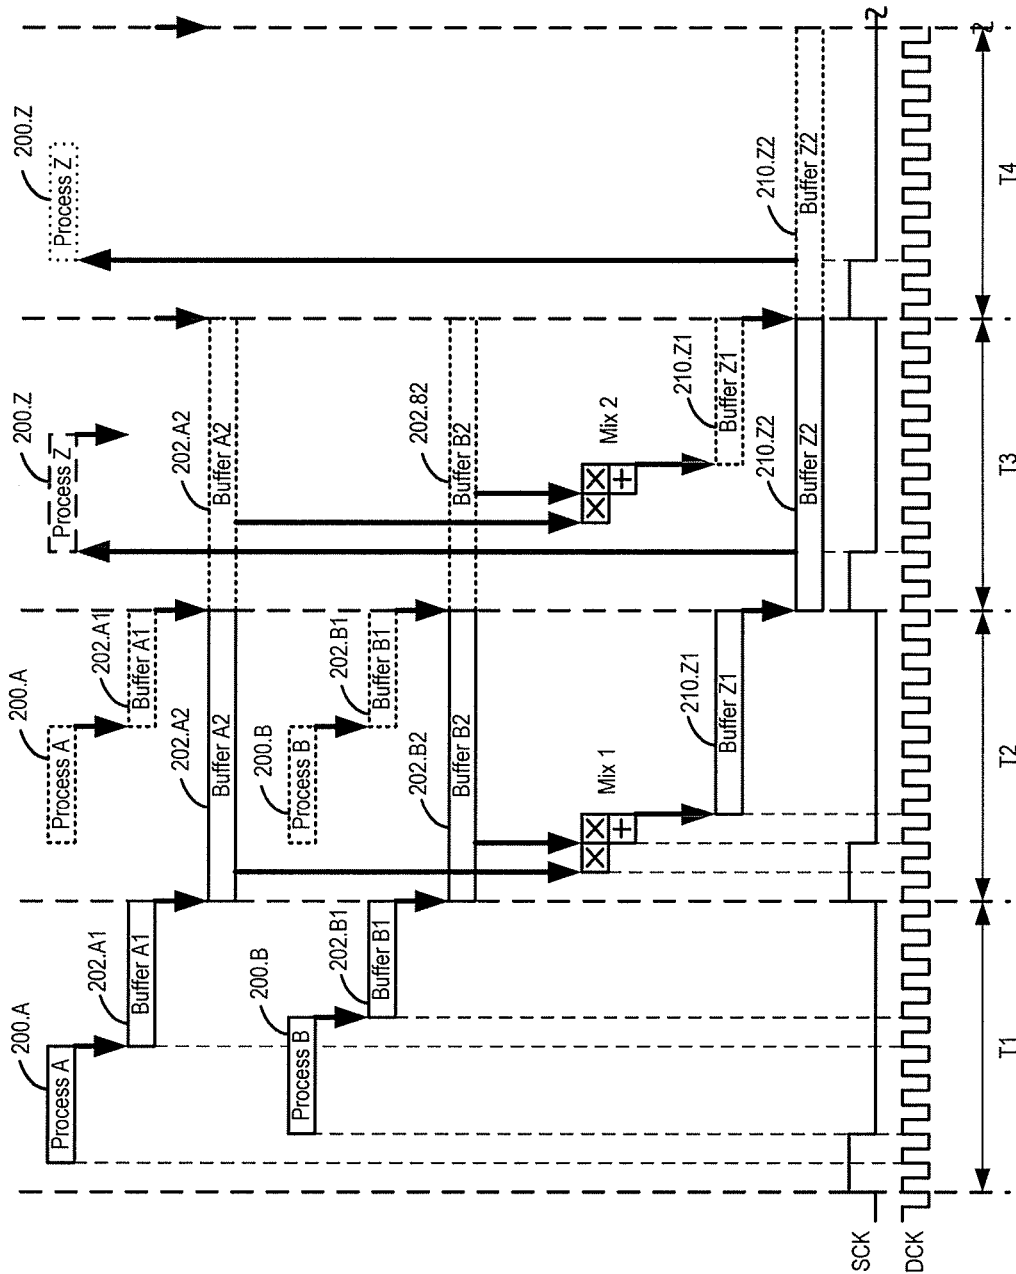 200.A 200.A 200.Z 200.Z
Process A Process A Process Z Process Z
202.A1 202.A1
Buffer A1 Buffer A1
202.A2 202.A2
Buffer A2 Buffer A2
200.B 200.B
Process B Process B
202.B1 202.B1
Buffer B1 Buffer B1
202.B2 202.82
Buffer B2 Buffer B2
Mix 1 Mix 2
210.Z1 210.Z1
Buffer Z1 Buffer Z1
210.Z2 210.Z2
Buffer Z2 Buffer Z2
SCK
DCK
T1 T2 T3 T4